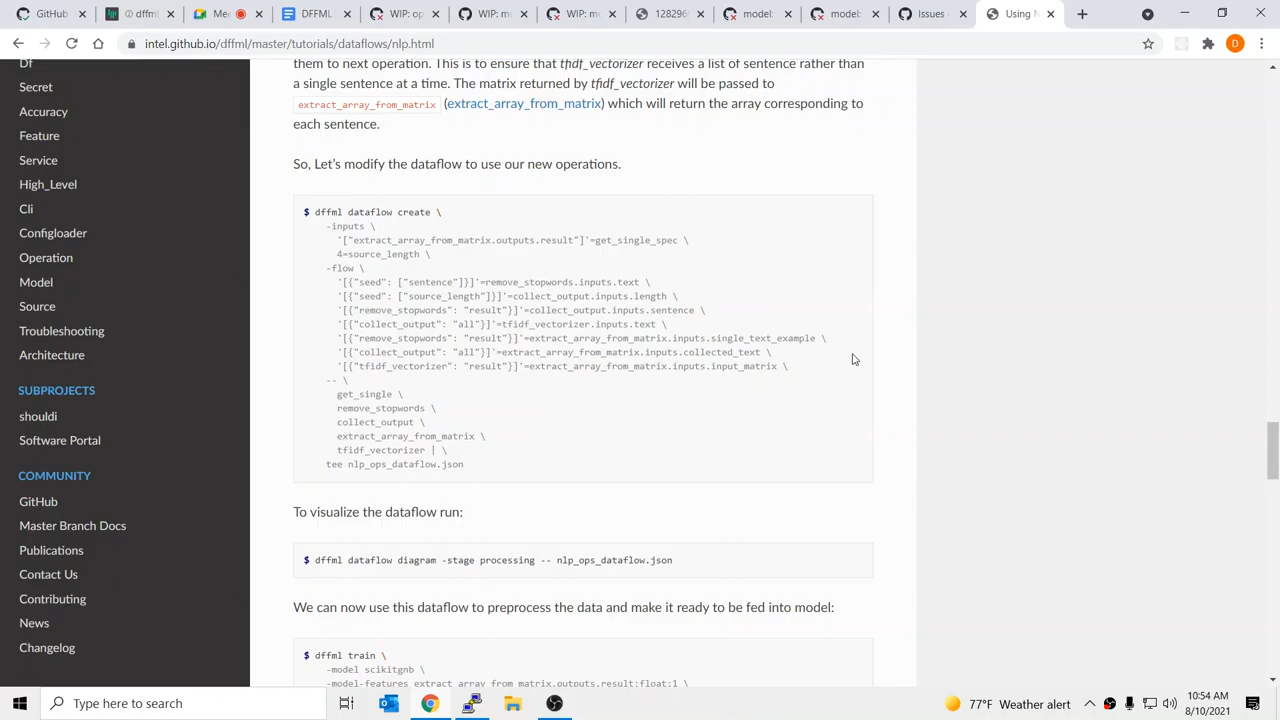 GitHub
② dffml
Mee
DFFML
WIP: op
WIP: m
WIP: m
128296
model:
model:
Issues ·
Using N
intel.github.io/dffml/master/tutorials/dataflows/nlp.html
D
Df
Secret
Accuracy
Feature
Service
High_Level
Cli
Configloader
Operation
Model
Source
Troubleshooting
Architecture
SUBPROJECTS
shouldi
Software Portal
COMMUNITY
GitHub
Master Branch Docs
Publications
Contact Us
Contributing
News
Changelog
them to next operation. This is to ensure that tfidf_vectorizer receives a list of sentence rather than
a single sentence at a time. The matrix returned by tfidf_vectorizer will be passed to
extract_array_from_matrix (extract_array_from_matrix) which will return the array corresponding to
each sentence.
So, Let’s modify the dataflow to use our new operations.
$ dffml dataflow create \
-inputs \
'["extract_array_from_matrix.outputs.result"]'=get_single_spec \
4=source_length \
-flow \
'[{"seed": ["sentence"]}]'=remove_stopwords.inputs.text \
'[{"seed": ["source_length"]}]'=collect_output.inputs.length \
'[{"remove_stopwords": "result"}]'=collect_output.inputs.sentence \
'[{"collect_output": "all"}]'=tfidf_vectorizer.inputs.text \
'[{"remove_stopwords": "result"}]'=extract_array_from_matrix.inputs.single_text_example \
'[{"collect_output": "all"}]'=extract_array_from_matrix.inputs.collected_text \
'[{"tfidf_vectorizer": "result"}]'=extract_array_from_matrix.inputs.input_matrix \
-- \
get_single \
remove_stopwords \
collect_output \
extract_array_from_matrix \
tfidf_vectorizer | \
tee nlp_ops_dataflow.json
To visualize the dataflow run:
$ dffml dataflow diagram -stage processing -- nlp_ops_dataflow.json
We can now use this dataflow to preprocess the data and make it ready to be fed into model:
$ dffml train \
-model scikitgnb \
-model-features extract_array_from_matrix.outputs.result:float:1 \
Type here to search
77°F Weather alert
10:54 AM
8/10/2021